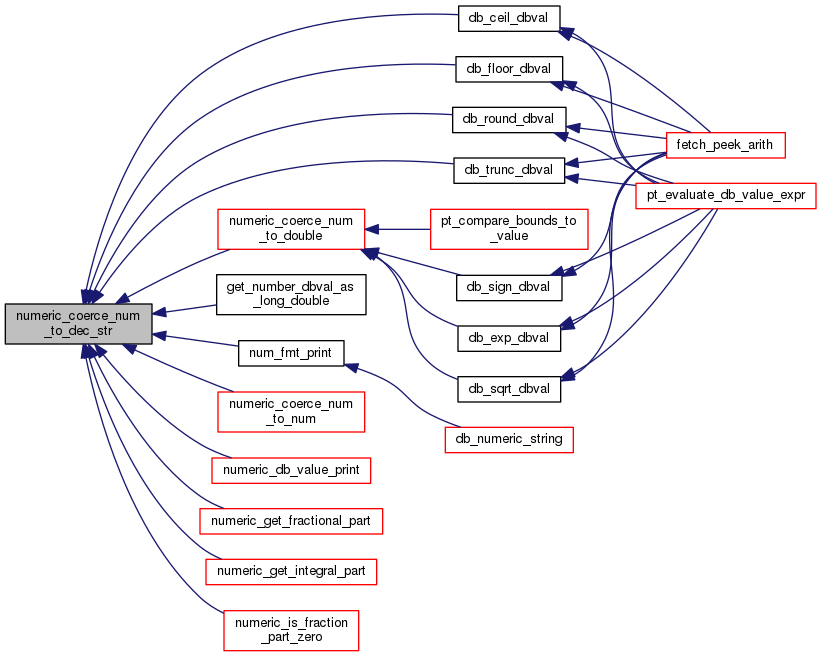 db_ceil_dbval
db_floor_dbval
db_round_dbval
fetch_peek_arith
db_trunc_dbval
pt_evaluate_db_value_expr
numeric_coerce_num
_to_double
pt_compare_bounds_to
_value
get_number_dbval_as
_long_double
db_sign_dbval
numeric_coerce_num
_to_dec_str
db_exp_dbval
num_fmt_print
db_sqrt_dbval
numeric_coerce_num
_to_num
db_numeric_string
numeric_db_value_print
numeric_get_fractional_part
numeric_get_integral_part
numeric_is_fraction
_part_zero